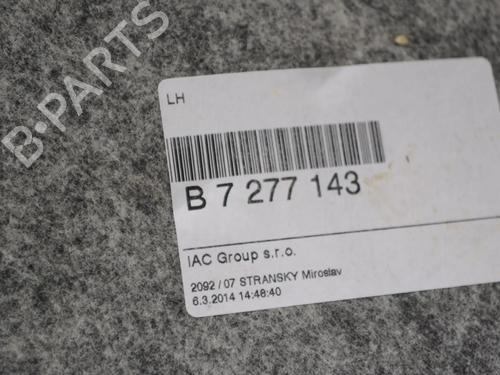 B-PARTS
LH
B 7 277 143
IAC Group s.r.o.
2092 / 07 STRANSKY Miroslav
6.3.2014 14:48:40